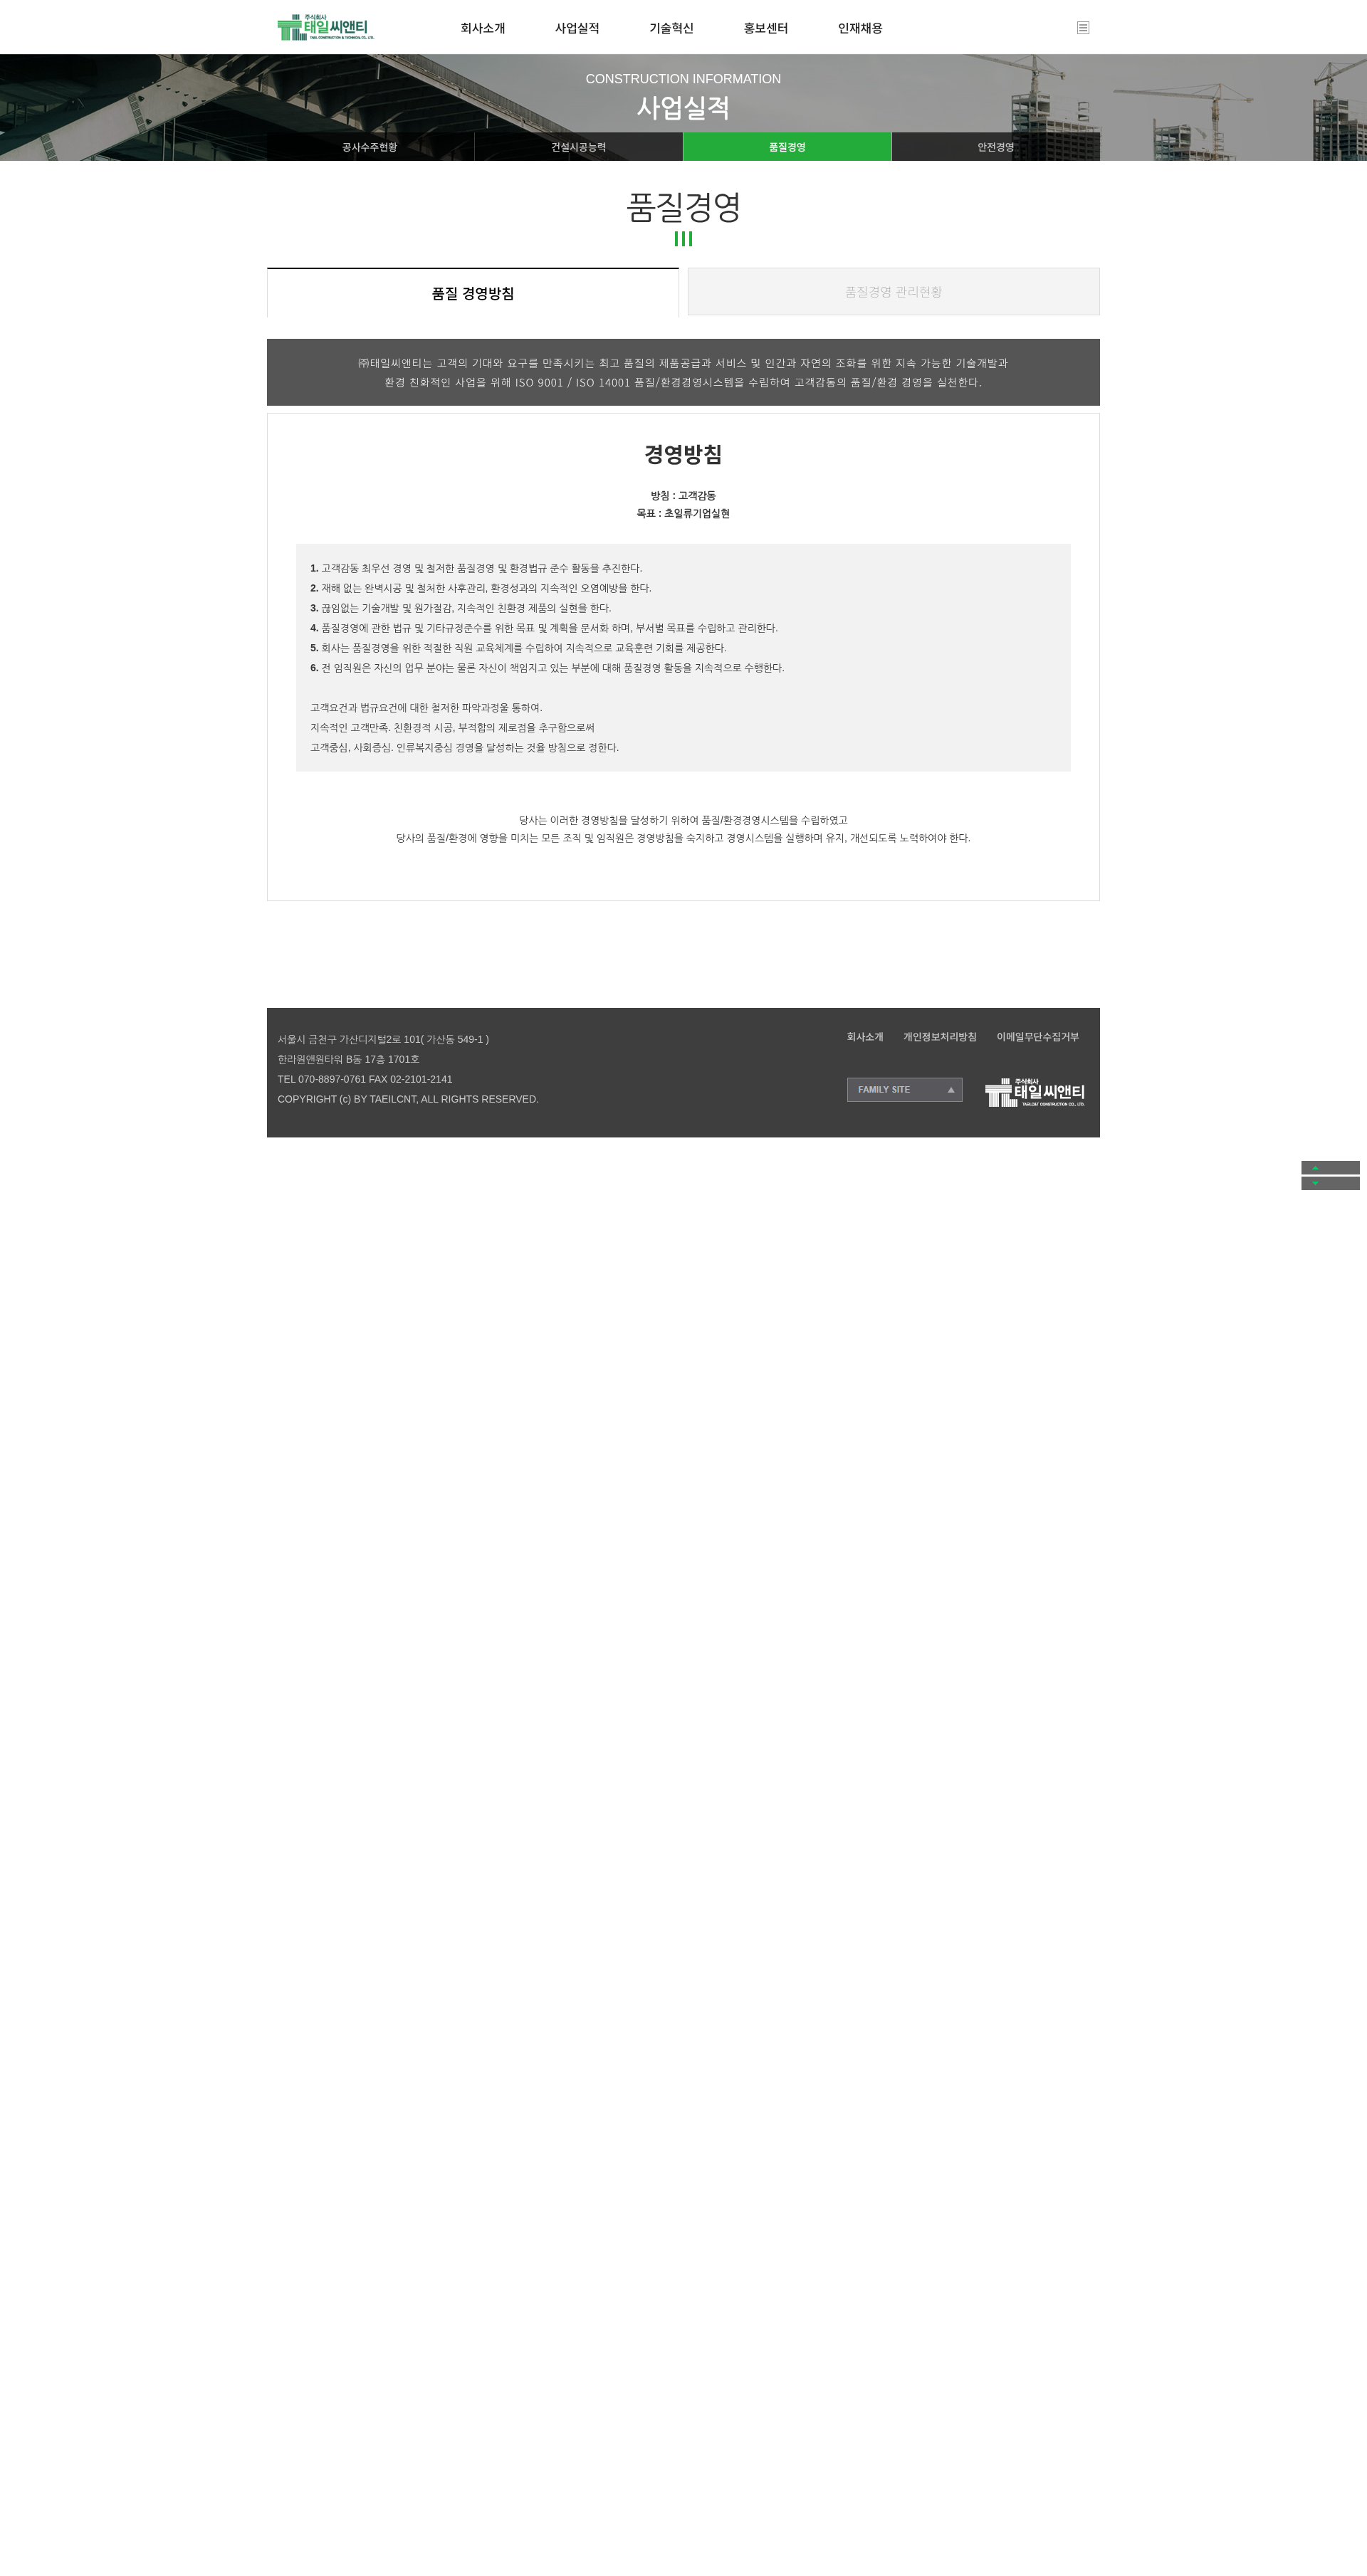 주식회사
태일씨앤티
회사소개 사업실적 기술혁신 홍보센터 인재채용
CONSTRUCTION INFORMATION
사업실적
공사수주현황 건설시공능력 품질경영 안전경영
품질경영
품질 경영방침 품질경영 관리현황
㈜태일씨앤티는 고객의 기대와 요구를 만족시키는 최고 품질의 제품공급과 서비스 및 인간과 자연의 조화를 위한 지속 가능한 기술개발과
환경 친화적인 사업을 위해 ISO 9001 / ISO 14001 품질/환경경영시스템을 수립하여 고객감동의 품질/환경 경영을 실천한다.
경영방침
방침 : 고객감동
목표 : 초일류기업실현
1. 고객감동 최우선 경영 및 철저한 품질경영 및 환경법규 준수 활동을 추진한다.
2. 재해 없는 완벽시공 및 철처한 사후관리, 환경성과의 지속적인 오염예방을 한다.
3. 끊임없는 기술개발 및 원가절감, 지속적인 친환경 제품의 실현을 한다.
4. 품질경영에 관한 법규 및 기타규정준수를 위한 목표 및 계획을 문서화 하며, 부서별 목표를 수립하고 관리한다.
5. 회사는 품질경영을 위한 적절한 직원 교육체계를 수립하여 지속적으로 교육훈련 기회를 제공한다.
6. 전 임직원은 자신의 업무 분야는 물론 자신이 책임지고 있는 부분에 대해 품질경영 활동을 지속적으로 수행한다.
고객요건과 법규요건에 대한 철저한 파악과정울 통하여.
지속적인 고객만족. 친환경적 시공, 부적합의 제로점을 추구함으로써
고객중심, 사회증심. 인류복지중심 경영을 달성하는 것율 방침으로 정한다.
당사는 이러한 경영방침을 달성하기 위하여 품질/환경경영시스템을 수립하였고
당사의 품질/환경에 영향을 미치는 모든 조직 및 임직원은 경영방침을 숙지하고 경영시스템을 실행하며 유지, 개선되도록 노력하여야 한다.
서울시 금천구 가산디지털2로 101( 가산동 549-1 )
한라원앤원타워 B동 17층 1701호
TEL 070-8897-0761 FAX 02-2101-2141
COPYRIGHT (c) BY TAEILCNT, ALL RIGHTS RESERVED.
회사소개 개인정보처리방침 이메일무단수집거부
FAMILY SITE
주식회사
태일씨앤티